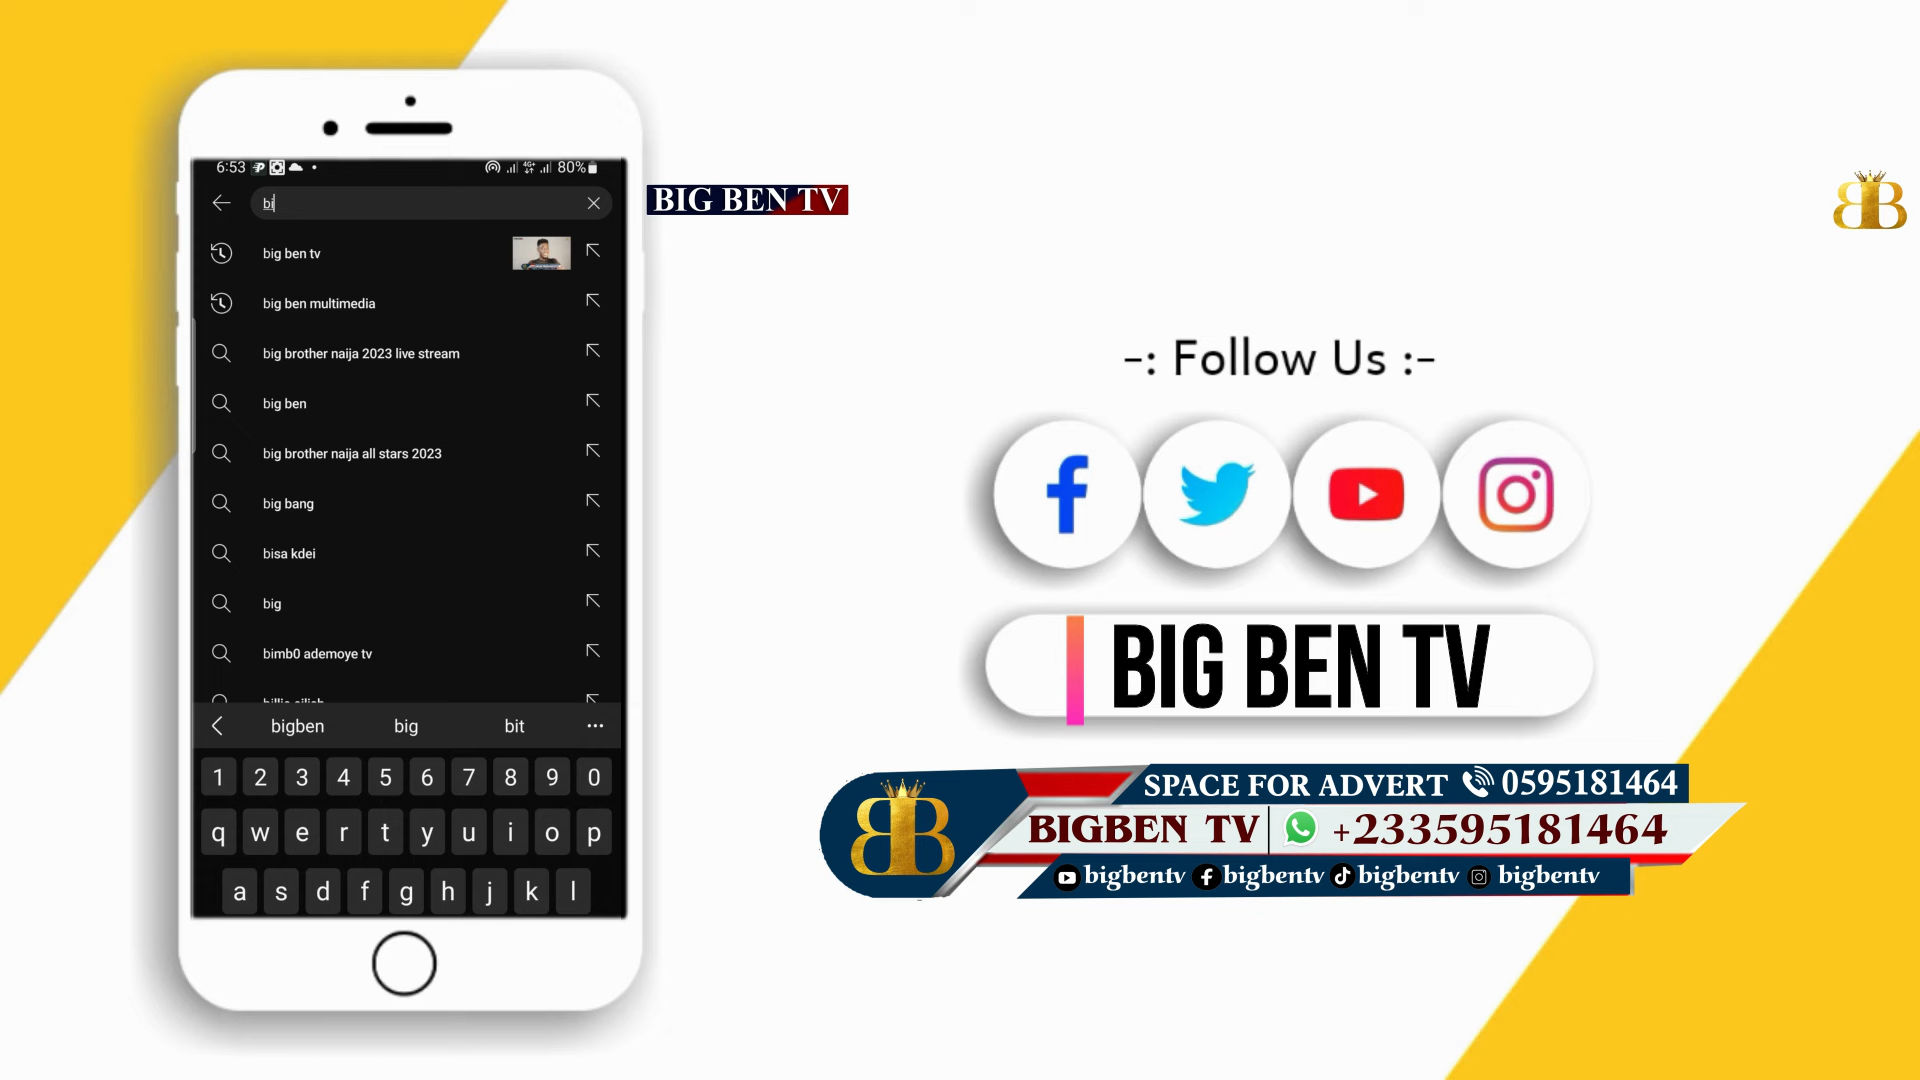 6:53
4G+
80%
bi
BIG BEN TV
big ben tv
big ben multimedia
big brother naija 2023 live stream
big ben
big brother naija all stars 2023
big bang
bisa kdei
big
bimb0 ademoye tv
billie eilish
bigben big bit
1 2 3 4 5 6 7 8 9 0
q w e r t y u i o p
a s d f g h j k l
-: Follow Us :-
BIG BEN TV
SPACE FOR ADVERT 0595181464
BIGBEN TV +233595181464
bigbentv bigbentv bigbentv bigbentv